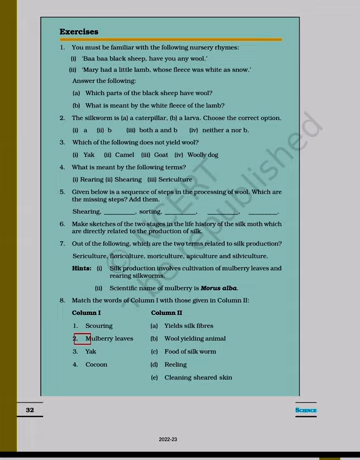 Exercises
1. You must be familiar with the following nursery rhymes:
(i) 'Baa baa black sheep, have you any wool.'
(ii) 'Mary had a little lamb, whose fleece was white as snow.'
Answer the following:
(a) Which parts of the black sheep have wool?
(b) What is meant by the white fleece of the lamb?
2. The silkworm is (a) a caterpillar, (b) a larva. Choose the correct option.
(i) a (ii) b (iii) both a and b (iv) neither a nor b.
3. Which of the following does not yield wool?
(i) Yak (ii) Camel (iii) Goat (iv) Woolly dog
4. What is meant by the following terms?
(i) Rearing (ii) Shearing (iii) Sericulture
5. Given below is a sequence of steps in the processing of wool. Which are
the missing steps? Add them.
Shearing, __________, sorting, __________, __________, __________.
6. Make sketches of the two stages in the life history of the silk moth which
are directly related to the production of silk.
7. Out of the following, which are the two terms related to silk production?
Sericulture, floriculture, moriculture, apiculture and silviculture.
Hints: (i) Silk production involves cultivation of mulberry leaves and
rearing silkworms.
(ii) Scientific name of mulberry is Morus alba.
8. Match the words of Column I with those given in Column II:
Column I Column II
1. Scouring (a) Yields silk fibres
2. Mulberry leaves (b) Wool yielding animal
3. Yak (c) Food of silk worm
4. Cocoon (d) Reeling
(e) Cleaning sheared skin
© NCERT
not to be republished
32 SCIENCE
2022-23